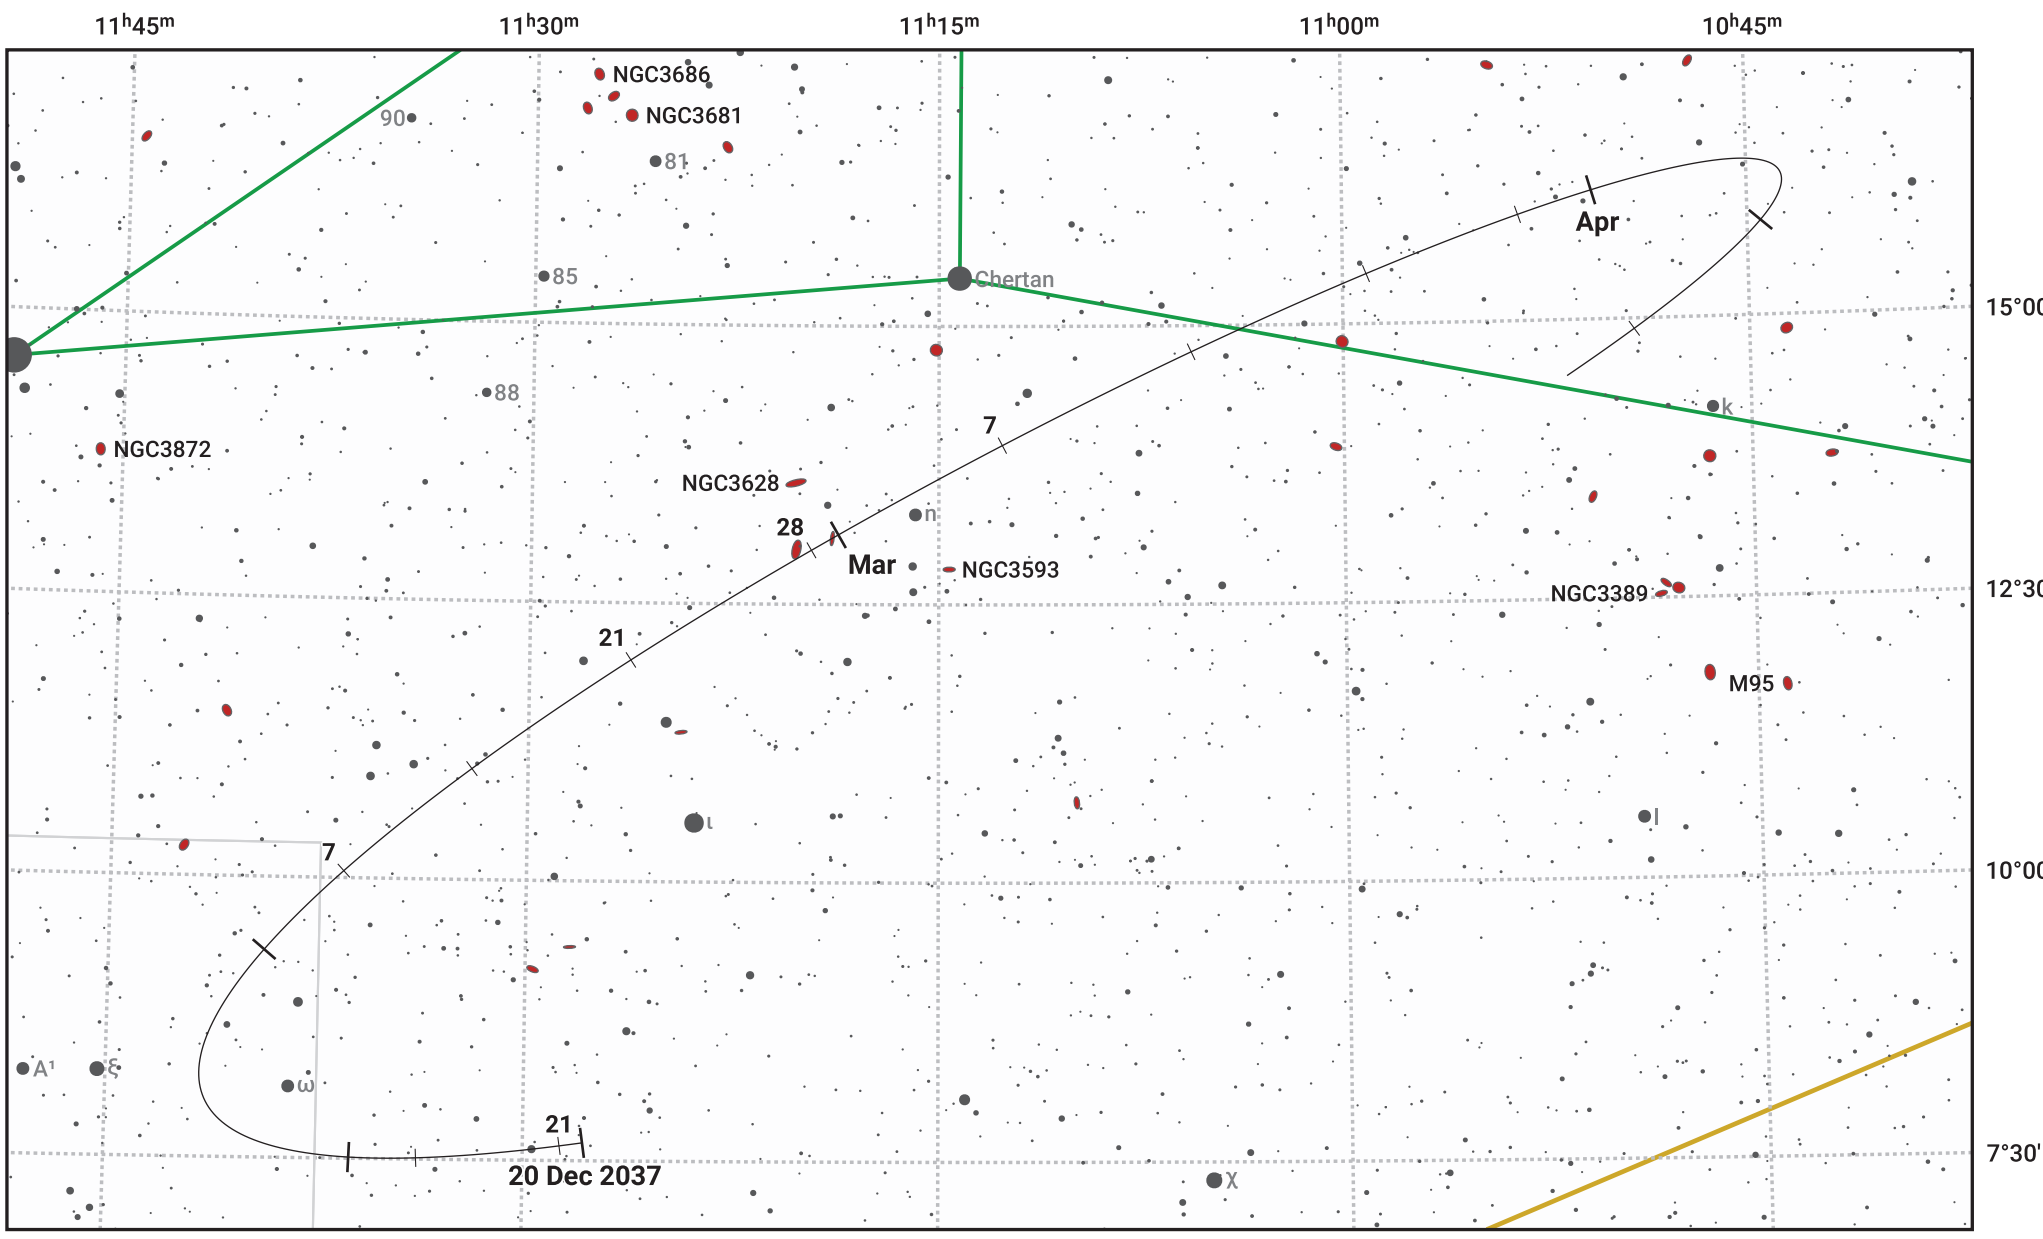 11ʰ45ᵐ 11ʰ30ᵐ 11ʰ15ᵐ 11ʰ00ᵐ 10ʰ45ᵐ
NGC3686
90
NGC3681
81
Apr
85
Chertan
15°00
88
k
7
NGC3872
NGC3628
n
28
Mar
NGC3593
12°30
NGC3389
21
M95
ι
l
7
10°00
A¹
ξ
ω
21
7°30'
20 Dec 2037
χ